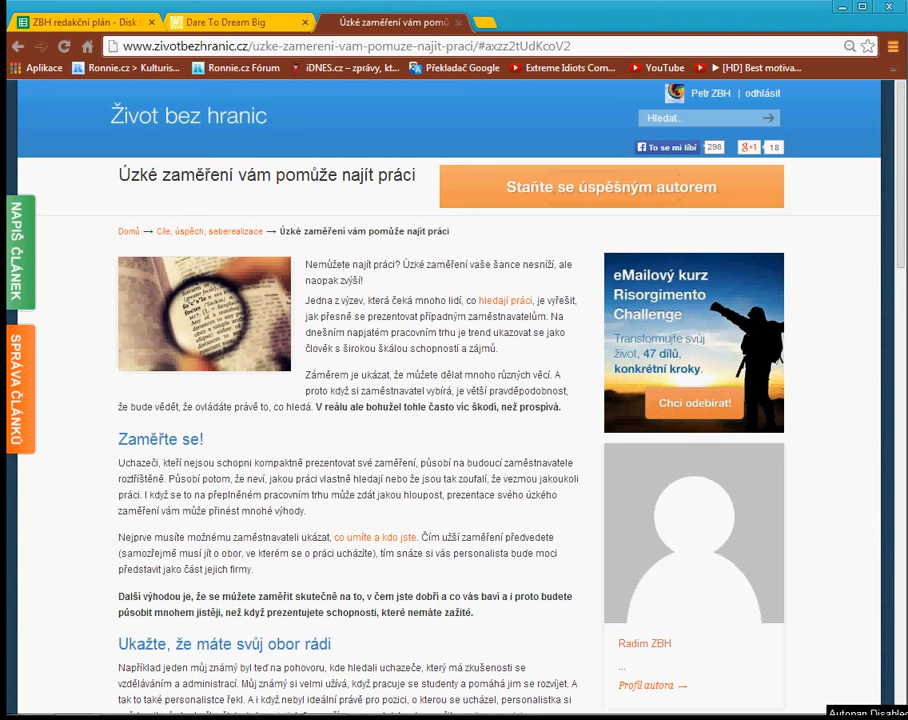 ZBH redakční plán - Disk
Dare To Dream Big
Úzké zaměření vám pomů
www.zivotbezhranic.cz/uzke-zamereni-vam-pomuze-najit-praci/#axzz2tUdKcoV2
Aplikace
Ronnie.cz > Kulturis...
Ronnie.cz Fórum
iDNES.cz – zprávy, kt...
Překladač Google
Extreme Idiots Com...
YouTube
► [HD] Best motiva...
Petr ZBH | odhlásit
Život bez hranic
Hledat...
To se mi líbí 298
g+1 18
Úzké zaměření vám pomůže najít práci
Staňte se úspěšným autorem
NAPIŠ ČLÁNEK
SPRÁVA ČLÁNKŮ
Domů → Cíle, úspěch, seberealizace → Úzké zaměření vám pomůže najít práci
Nemůžete najít práci? Úzké zaměření vaše šance nesníží, ale
naopak zvýší!
Jedna z výzev, která čeká mnoho lidí, co hledají práci, je vyřešit,
jak přesně se prezentovat případným zaměstnavatelům. Na
dnešním napjatém pracovním trhu je trend ukazovat se jako
člověk s širokou škálou schopností a zájmů.
Záměrem je ukázat, že můžete dělat mnoho různých věcí. A
proto když si zaměstnavatel vybírá, je větší pravděpodobnost,
že bude vědět, že ovládáte právě to, co hledá. V reálu ale bohužel tohle často víc škodí, než prospívá.
Zaměřte se!
Uchazeči, kteří nejsou schopni kompaktně prezentovat své zaměření, působí na budoucí zaměstnavatele
roztříštěně. Působí potom, že neví, jakou práci vlastně hledají nebo že jsou tak zoufalí, že vezmou jakoukoli
práci. I když se to na přeplněném pracovním trhu může zdát jakou hloupost, prezentace svého úzkého
zaměření vám může přinést mnohé výhody.
Nejprve musíte možnému zaměstnavateli ukázat, co umíte a kdo jste. Čím užší zaměření předvedete
(samozřejmě musí jít o obor, ve kterém se o práci ucházíte), tím snáze si vás personalista bude moci
představit jako část jejich firmy.
Další výhodou je, že se můžete zaměřit skutečně na to, v čem jste dobří a co vás baví a i proto budete
působit mnohem jistěji, než když prezentujete schopnosti, které nemáte zažité.
Ukažte, že máte svůj obor rádi
Například jeden můj známý byl teď na pohovoru, kde hledali uchazeče, který má zkušenosti se
vzděláváním a administrací. Můj známý si velmi užívá, když pracuje se studenty a pomáhá jim se rozvíjet. A
tak to také personalistce řekl. A i když nebyl ideální právě pro pozici, o kterou se ucházel, personalistka si
eMailový kurz
Risorgimento
Challenge
Transformujte svůj
život, 47 dílů,
konkrétní kroky.
Chci odebírat!
Radim ZBH
...
Profil autora →
Autopan Disabled